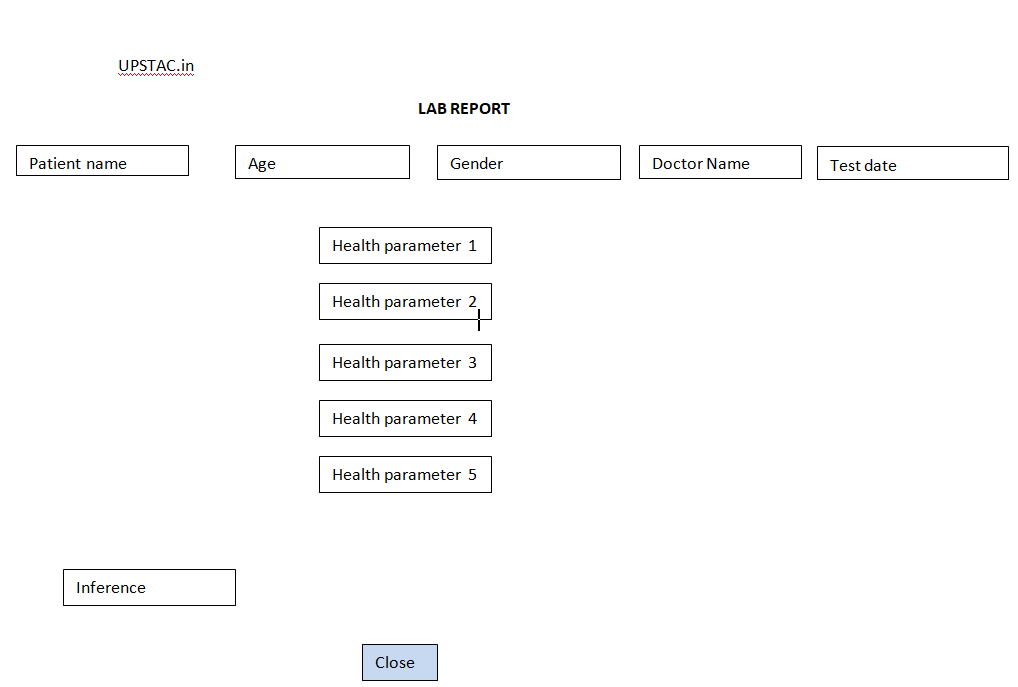 UPSTAC.in
LAB REPORT
Patient name
Age
Gender
Doctor Name
Test date
Health parameter 1
Health parameter 2
Health parameter 3
Health parameter 4
Health parameter 5
Inference
Close